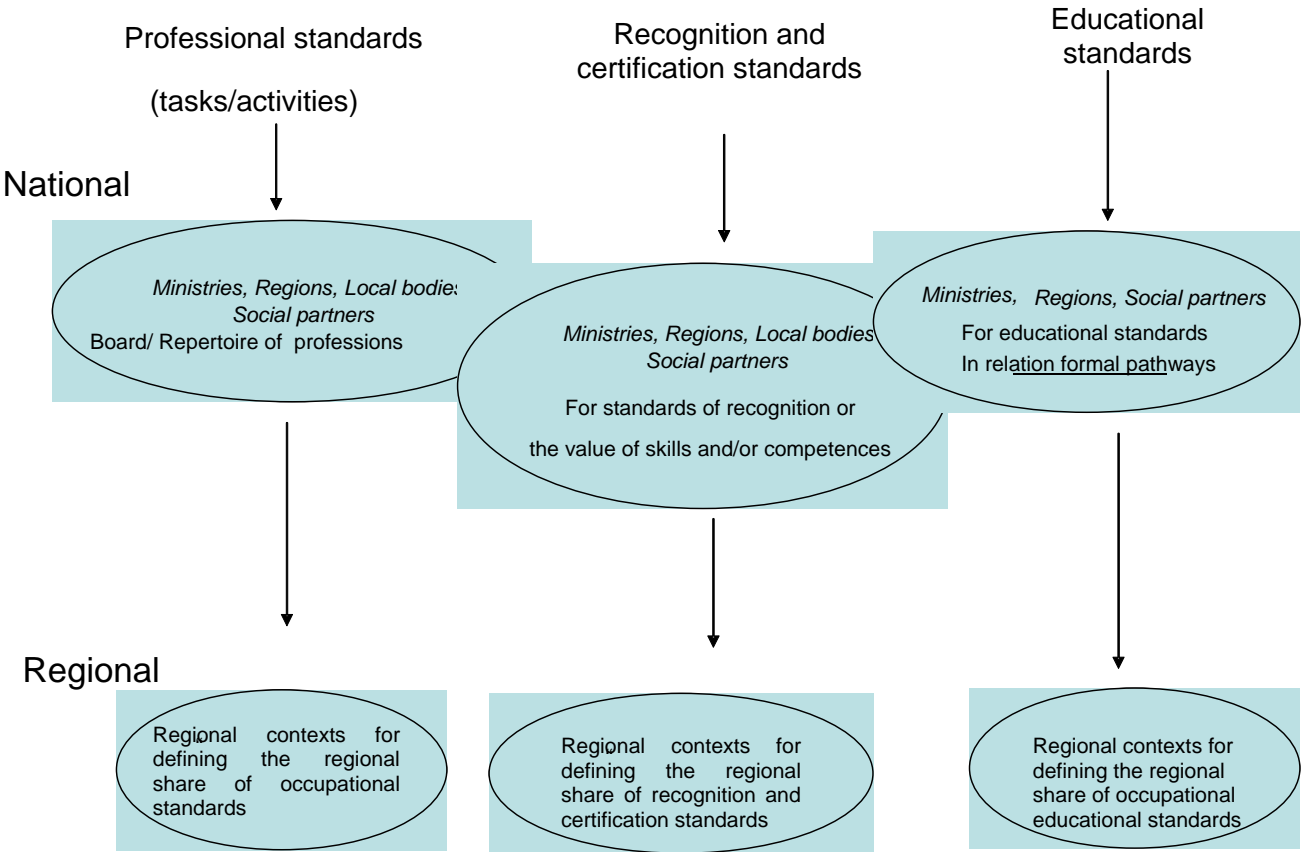 Professional standards
(tasks/activities)
Recognition and
certification standards
Educational
standards
National
Ministries, Regions, Local bodies
Social partners
Board/ Repertoire of professions
Ministries, Regions, Local bodies
Social partners
For standards of recognition or
the value of skills and/or competences
Ministries, Regions, Social partners
For educational standards
In relation formal pathways
Regional
Regional contexts for
defining the regional
share of occupational
standards
Regional contexts for
defining the regional
share of recognition and
certification standards
Regional contexts for
defining the regional
share of occupational
educational standards